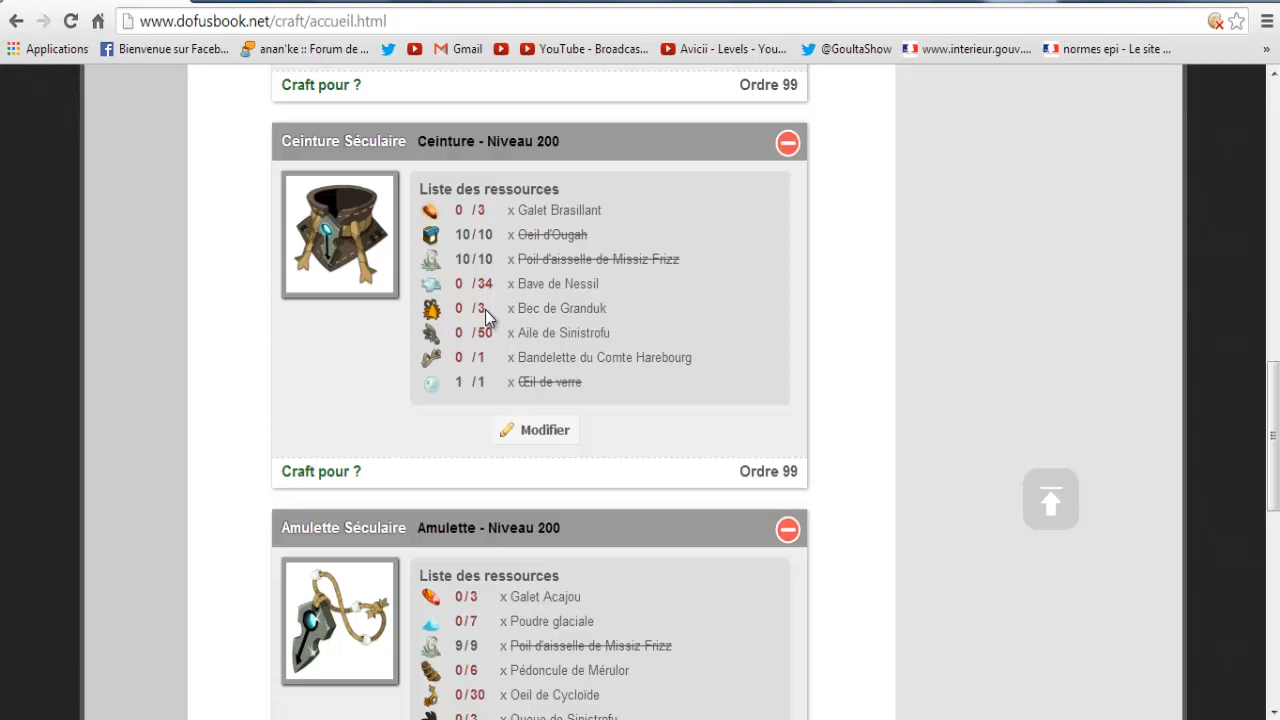 www.dofusbook.net/craft/accueil.html
Applications Bienvenue sur Faceb... anan'ke :: Forum de ... Gmail YouTube - Broadcas... Avicii - Levels - You... @GoultaShow www.interieur.gouv.... normes epi - Le site ... »
Craft pour ? Ordre 99
Ceinture Séculaire Ceinture - Niveau 200
Liste des ressources
0 /3 x Galet Brasillant
10/10 x Oeil d'Ougah
10/10 x Poil d'aisselle de Missiz Frizz
0 /34 x Bave de Nessil
0 /3 x Bec de Granduk
0 /50 x Aile de Sinistrofu
0 /1 x Bandelette du Comte Harebourg
1 /1 x Œil de verre
Modifier
Craft pour ? Ordre 99
Amulette Séculaire Amulette - Niveau 200
Liste des ressources
0/3 x Galet Acajou
0/7 x Poudre glaciale
9/9 x Poil d'aisselle de Missiz Frizz
0/6 x Pédoncule de Mérulor
0/30 x Oeil de Cycloïde
0/3 x Queue de Sinistrofu